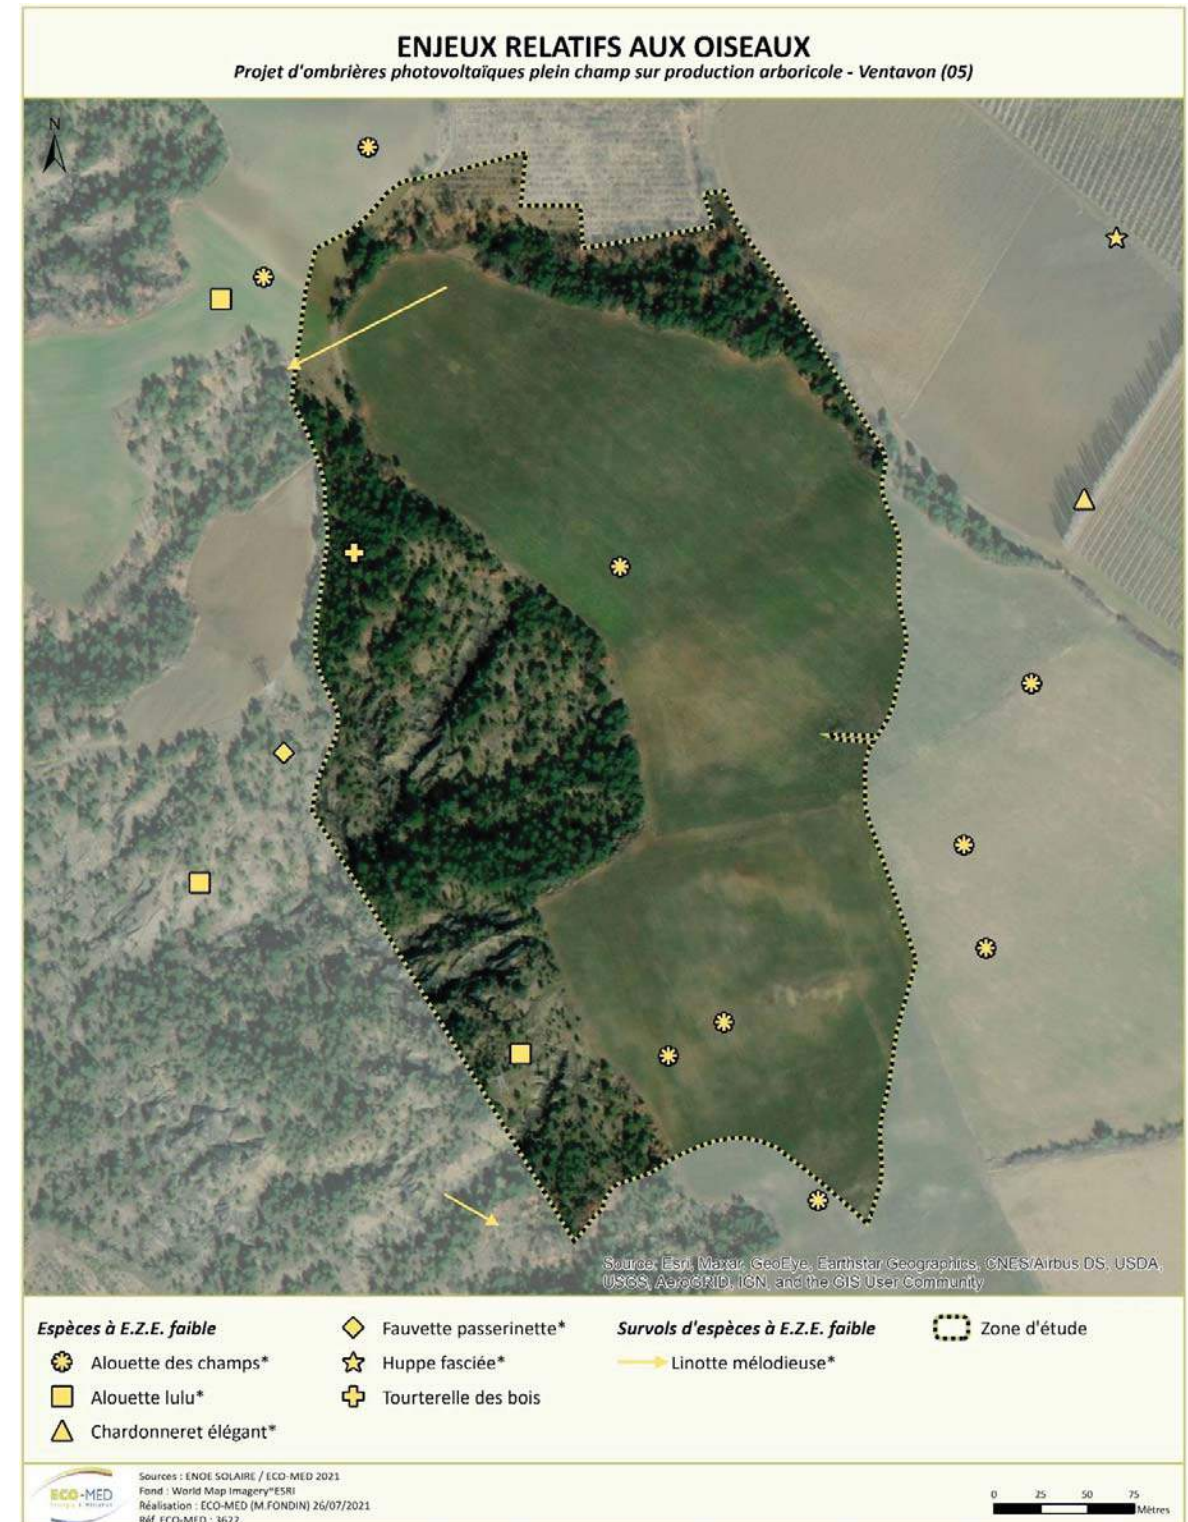 ENJEUX RELATIFS AUX OISEAUX
Projet d'ombrières photovoltaïques plein champ sur production arboricole - Ventavon (05)
N
Source: Esri, Maxar, GeoEye, Earthstar Geographics, CNES/Airbus DS, USDA,
USGS, AeroGRID, IGN, and the GIS User Community
Espèces à E.Z.E. faible
Alouette des champs*
Alouette lulu*
Chardonneret élégant*
Fauvette passerinette*
Huppe fasciée*
Tourterelle des bois
Survols d'espèces à E.Z.E. faible
Linotte mélodieuse*
Zone d'étude
ECO-MED
Sources : ENOE SOLAIRE / ECO-MED 2021
Fond : World Map Imagery"ESRI
Réalisation : ECO-MED (M.FONDIN) 26/07/2021
Réf. ECO-MED : 3622
0 25 50 75
Mètres